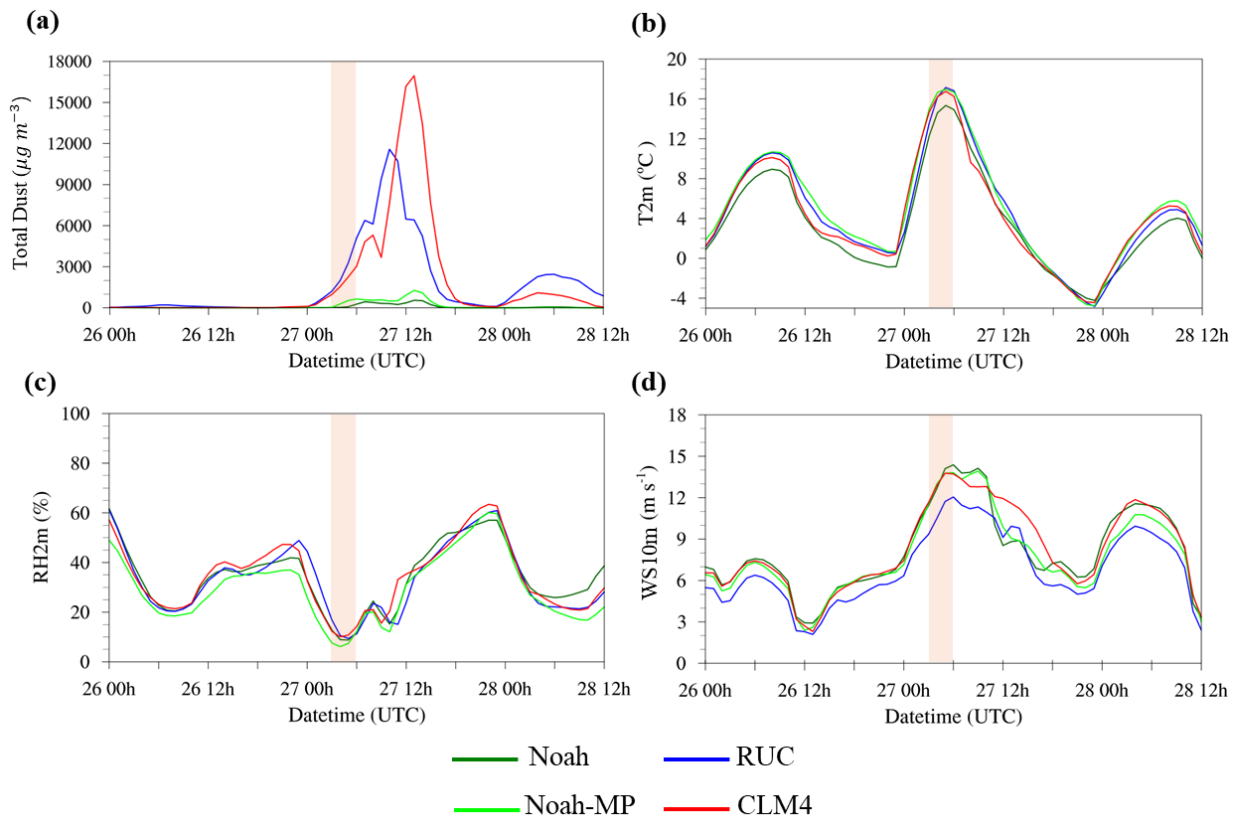 (a)
Total Dust (μg m⁻³)
18000
15000
12000
9000
6000
3000
0
26 00h 26 12h 27 00h 27 12h 28 00h 28 12h
Datetime (UTC)
(b)
T2m (°C)
20
16
12
8
4
0
-4
26 00h 26 12h 27 00h 27 12h 28 00h 28 12h
Datetime (UTC)
(c)
RH2m (%)
100
80
60
40
20
0
26 00h 26 12h 27 00h 27 12h 28 00h 28 12h
Datetime (UTC)
(d)
WS10m (m s⁻¹)
18
15
12
9
6
3
0
26 00h 26 12h 27 00h 27 12h 28 00h 28 12h
Datetime (UTC)
Noah RUC
Noah-MP CLM4